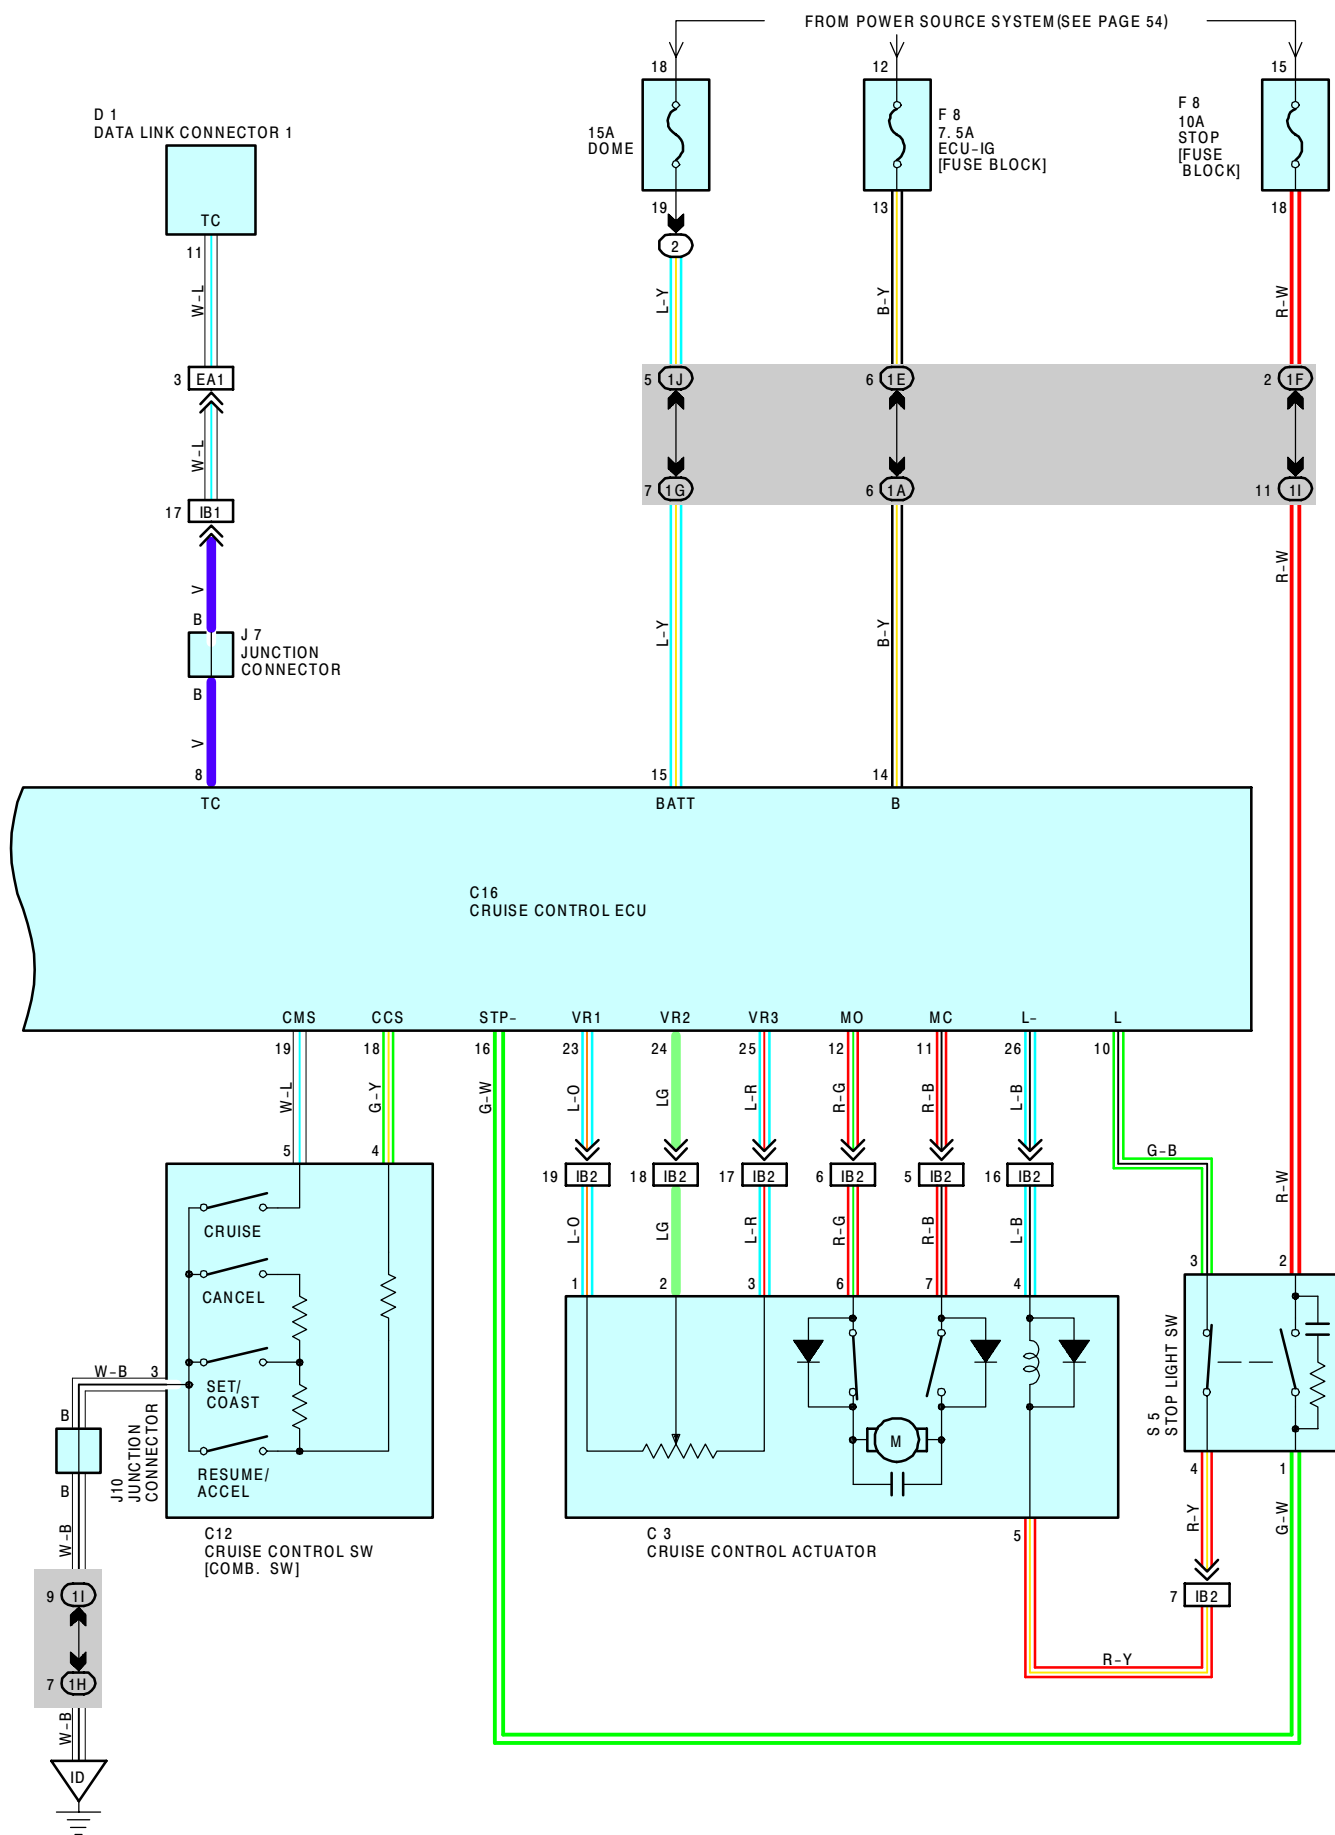 FROM POWER SOURCE SYSTEM(SEE PAGE 54)
18
12
15
D 1
DATA LINK CONNECTOR 1
15A
DOME
F 8
7. 5A
ECU-IG
[FUSE BLOCK]
F 8
10A
STOP
[FUSE
BLOCK]
TC
11
19
13
18
2
W-L
L-Y
B-Y
R-W
3 EA1
5 1J
6 1E
2 1F
W-L
7 1G
6 1A
11 1I
17 IB1
V
B
J 7
JUNCTION
CONNECTOR
B
V
L-Y
B-Y
R-W
8
15
14
TC
BATT
B
C16
CRUISE CONTROL ECU
CMS
CCS
STP-
VR1
VR2
VR3
MO
MC
L-
L
19
18
16
23
24
25
12
11
26
10
W-L
G-Y
G-W
L-O
LG
L-R
R-G
R-B
L-B
G-B
R-W
5
4
19 IB2
18 IB2
17 IB2
6 IB2
5 IB2
16 IB2
L-O
LG
L-R
R-G
R-B
L-B
CRUISE
CANCEL
SET/
COAST
RESUME/
ACCEL
1
2
3
6
7
4
3
2
W-B 3
B
J10
JUNCTION
CONNECTOR
B
W-B
M
S 5
STOP LIGHT SW
4
1
C12
CRUISE CONTROL SW
[COMB. SW]
C 3
CRUISE CONTROL ACTUATOR
5
R-Y
G-W
9 1I
7 IB2
7 1H
R-Y
W-B
ID